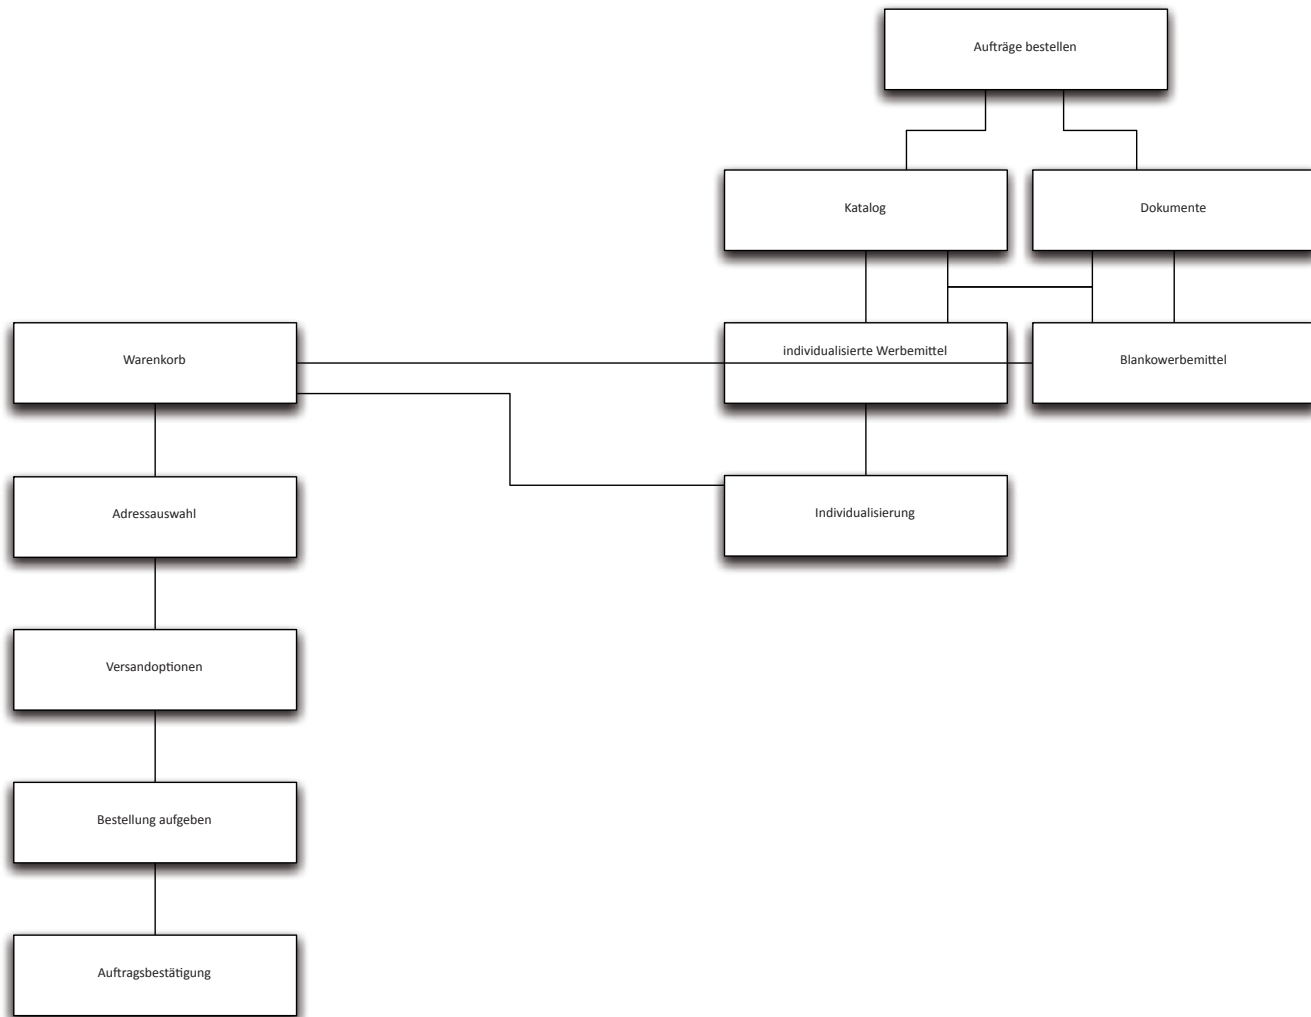 Aufträge bestellen
Katalog
Dokumente
Warenkorb
individualisierte Werbemittel
Blankowerbemittel
Adressauswahl
Individualisierung
Versandoptionen
Bestellung aufgeben
Auftragsbestätigung